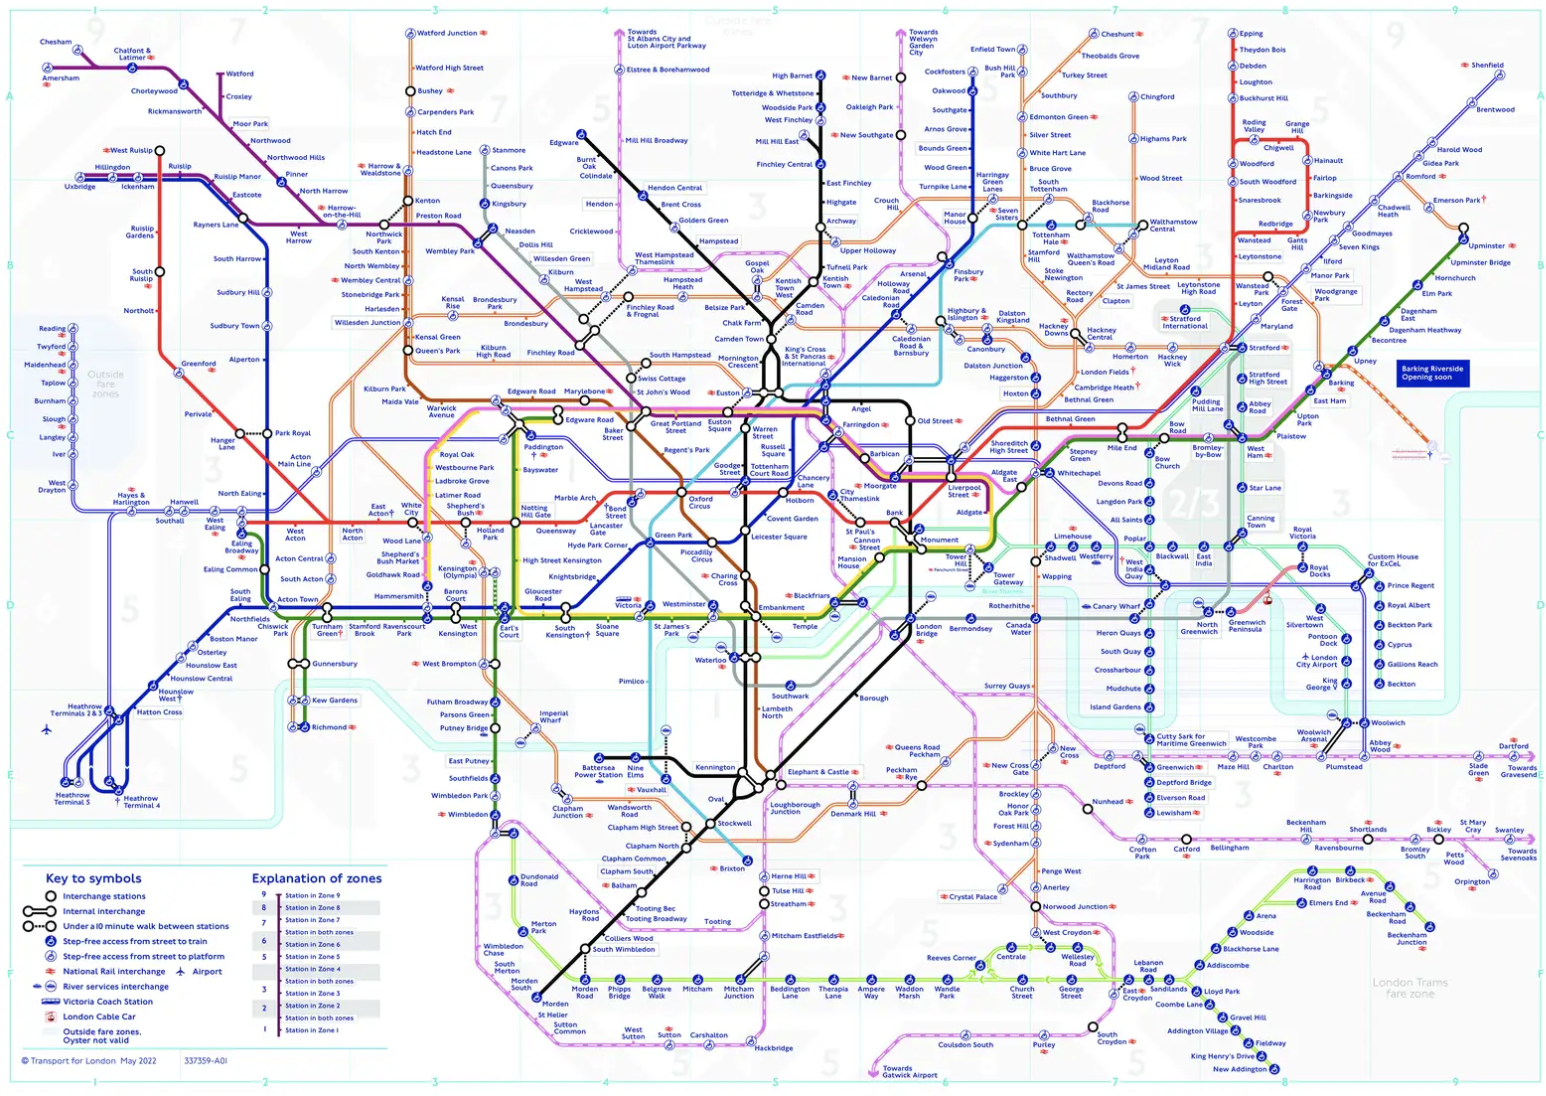 1
2
3
4
5
6
7
8
9
Chesham
Amersham
Chalfont &
Latimer
Chorleywood
Rickmansworth
Watford
Croxley
Moor Park
Northwood
Northwood Hills
Pinner
North Harrow
Harrow-
on-the-Hill
West Ruislip
Hillingdon
Uxbridge
Ickenham
Ruislip
Ruislip Manor
Eastcote
Rayners Lane
West
Harrow
Northwick
Park
Preston Road
Wembley Park
Ruislip
Gardens
South
Ruislip
Northolt
Greenford
Perivale
Hanger
Lane
Park Royal
South Harrow
Sudbury Hill
Sudbury Town
Alperton
North Ealing
Watford Junction
Watford High Street
Bushey
Carpenders Park
Hatch End
Headstone Lane
Harrow &
Wealdstone
Kenton
South Kenton
North Wembley
Wembley Central
Stonebridge Park
Harlesden
Willesden Junction
Kensal Green
Queen's Park
Kilburn Park
Maida Vale
Warwick
Avenue
Stanmore
Canons Park
Queensbury
Kingsbury
Neasden
Dollis Hill
Willesden Green
Kilburn
West
Hampstead
Finchley Road
Swiss Cottage
St John's Wood
Baker
Street
Towards
St Albans City and
Luton Airport Parkway
Elstree & Borehamwood
Mill Hill Broadway
Hendon
Cricklewood
West Hampstead
Thameslink
Edgware
Burnt
Oak
Colindale
Hendon Central
Brent Cross
Golders Green
Hampstead
Belsize Park
Chalk Farm
Camden Town
Mornington
Crescent
High Barnet
Totteridge & Whetstone
Woodside Park
West Finchley
Mill Hill East
Finchley Central
East Finchley
Highgate
Archway
Upper Holloway
Tufnell Park
Kentish
Town
Kentish
Town
West
Gospel
Oak
Camden
Road
Hampstead
Heath
Finchley Road
& Frognal
Brondesbury
Brondesbury
Park
Kensal
Rise
Kilburn
High Road
South Hampstead
Euston
King's Cross
& St Pancras
International
Towards
Welwyn
Garden
City
New Barnet
Oakleigh Park
New Southgate
Crouch
Hill
Cockfosters
Oakwood
Southgate
Arnos Grove
Bounds Green
Wood Green
Turnpike Lane
Manor
House
Finsbury
Park
Arsenal
Holloway
Road
Caledonian
Road
Caledonian
Road &
Barnsbury
Highbury &
Islington
Canonbury
Dalston
Kingsland
Dalston Junction
Haggerston
Hoxton
Shoreditch
High Street
Enfield Town
Bush Hill
Park
Cheshunt
Theobalds Grove
Turkey Street
Southbury
Edmonton Green
Silver Street
White Hart Lane
Bruce Grove
Harringay
Green
Lanes
South
Tottenham
Seven
Sisters
Tottenham
Hale
Blackhorse
Road
Walthamstow
Central
Walthamstow
Queen's Road
Stamford
Hill
Stoke
Newington
Rectory
Road
Clapton
St James Street
Hackney
Downs
Hackney
Central
London Fields
Cambridge Heath
Bethnal Green
Homerton
Hackney
Wick
Chingford
Highams Park
Wood Street
Leyton
Midland Road
Leytonstone
High Road
Wanstead
Park
Woodgrange
Park
Epping
Theydon Bois
Debden
Loughton
Buckhurst Hill
Roding
Valley
Chigwell
Grange
Hill
Hainault
Fairlop
Barkingside
Newbury
Park
Gants
Hill
Redbridge
Wanstead
Woodford
South Woodford
Snaresbrook
Leytonstone
Leyton
Stratford
International
Stratford
Stratford
High Street
Abbey
Road
West
Ham
Star Lane
Canning
Town
Pudding
Mill Lane
Shenfield
Brentwood
Harold Wood
Gidea Park
Romford
Emerson Park
Chadwell
Heath
Goodmayes
Seven Kings
Ilford
Manor Park
Forest
Gate
Maryland
Upminster
Upminster Bridge
Hornchurch
Elm Park
Dagenham
East
Dagenham Heathway
Becontree
Upney
Barking
East Ham
Upton
Park
Plaistow
Barking Riverside
Opening soon
Reading
Twyford
Maidenhead
Taplow
Burnham
Slough
Langley
Iver
West
Drayton
Outside
fare
zones
Hayes &
Harlington
Southall
Hanwell
West
Ealing
Ealing
Broadway
Ealing Common
Acton
Main Line
West
Acton
North
Acton
East
Acton
White
City
Shepherd's
Bush
Holland
Park
Notting
Hill Gate
Queensway
Lancaster
Gate
Marble Arch
Bond
Street
Oxford
Circus
Tottenham
Court Road
Holborn
Chancery
Lane
St Paul's
Bank
Liverpool
Street
Bethnal Green
Mile End
Edgware Road
Marylebone
Edgware
Road
Paddington
Bayswater
Royal Oak
Westbourne Park
Ladbroke Grove
Latimer Road
Wood Lane
Shepherd's
Bush Market
Goldhawk Road
Hammersmith
Great Portland
Street
Euston
Square
Warren
Street
Regent's Park
Goodge
Street
Russell
Square
Angel
Old Street
Farringdon
Barbican
Moorgate
City
Thameslink
Aldgate
East
Aldgate
Whitechapel
Stepney
Green
Bow
Road
Bow
Church
Bromley-
by-Bow
Devons Road
Langdon Park
All Saints
Poplar
Blackwall
East
India
Royal
Victoria
Royal
Docks
Custom House
for ExCeL
Prince Regent
Royal Albert
Beckton Park
Cyprus
Gallions Reach
Beckton
Limehouse
Westferry
Shadwell
Wapping
Rotherhithe
Canada
Water
Surrey Quays
Tower
Hill
Tower
Gateway
Monument
Cannon
Street
Mansion
House
Blackfriars
Temple
Embankment
Charing
Cross
Leicester Square
Covent Garden
Piccadilly
Circus
Green Park
Hyde Park Corner
Knightsbridge
High Street Kensington
Gloucester
Road
South
Kensington
Sloane
Square
Victoria
St James's
Park
Westminster
Waterloo
Southwark
London
Bridge
Bermondsey
Borough
Lambeth
North
Pimlico
Kensington
(Olympia)
Barons
Court
West
Kensington
Earl's
Court
Acton Central
South Acton
South
Ealing
Northfields
Acton Town
Chiswick
Park
Turnham
Green
Stamford
Brook
Ravenscourt
Park
Boston Manor
Osterley
Hounslow East
Hounslow Central
Hounslow
West
Hatton Cross
Heathrow
Terminals 2 & 3
Heathrow
Terminal 5
Heathrow
Terminal 4
Gunnersbury
Kew Gardens
Richmond
West Brompton
Fulham Broadway
Parsons Green
Putney Bridge
East Putney
Southfields
Wimbledon Park
Wimbledon
Imperial
Wharf
Clapham
Junction
Wandsworth
Road
Battersea
Power Station
Nine
Elms
Vauxhall
Kennington
Elephant & Castle
Oval
Stockwell
Brixton
Clapham High Street
Clapham North
Clapham Common
Clapham South
Balham
Tooting Bec
Tooting Broadway
Colliers Wood
South Wimbledon
Morden
Loughborough
Junction
Denmark Hill
Peckham
Rye
Queens Road
Peckham
Herne Hill
Tulse Hill
Streatham
Tooting
Haydons
Road
Mitcham Eastfields
Wimbledon
Chase
South
Merton
Morden
South
St Helier
Sutton
Common
West
Sutton
Sutton
Carshalton
Hackbridge
Dundonald
Road
Merton
Park
Morden
Road
Phipps
Bridge
Belgrave
Walk
Mitcham
Mitcham
Junction
Beddington
Lane
Therapia
Lane
Ampere
Way
Waddon
Marsh
Wandle
Park
Reeves Corner
Centrale
West Croydon
Wellesley
Road
Church
Street
George
Street
East
Croydon
Lebanon
Road
Sandilands
Addiscombe
Blackhorse Lane
Woodside
Arena
Elmers End
Harrington
Road
Birkbeck
Avenue
Road
Beckenham
Road
Beckenham
Junction
Lloyd Park
Coombe Lane
Gravel Hill
Addington Village
Fieldway
King Henry's Drive
New Addington
South
Croydon
Purley
Coulsdon South
Towards
Gatwick Airport
New Cross
Gate
New
Cross
Brockley
Honor
Oak Park
Forest Hill
Sydenham
Crystal Palace
Penge West
Anerley
Norwood Junction
Nunhead
Crofton
Park
Catford
Bellingham
Beckenham
Hill
Ravensbourne
Shortlands
Bromley
South
Bickley
Petts
Wood
St Mary
Cray
Orpington
Swanley
Towards
Sevenoaks
West
India
Quay
Canary Wharf
Heron Quays
South Quay
Crossharbour
Mudchute
Island Gardens
Cutty Sark for
Maritime Greenwich
Greenwich
Deptford Bridge
Elverson Road
Lewisham
Deptford
Maze Hill
Westcombe
Park
Charlton
Woolwich
Arsenal
Woolwich
Plumstead
Abbey
Wood
Slade
Green
Dartford
Towards
Gravesend
North
Greenwich
Greenwich
Peninsula
West
Silvertown
Pontoon
Dock
London
City Airport
King
George V
River Thames
2/3
London Trams
fare zone
Key to symbols
Interchange stations
Internal interchange
Under a 10 minute walk between stations
Step-free access from street to train
Step-free access from street to platform
National Rail interchange
Airport
River services interchange
Victoria Coach Station
London Cable Car
Outside fare zones,
Oyster not valid
Explanation of zones
9 Station in Zone 9
8 Station in Zone 8
7 Station in Zone 7
Station in both zones
6 Station in Zone 6
5 Station in Zone 5
4 Station in Zone 4
Station in both zones
3 Station in Zone 3
2 Station in Zone 2
Station in both zones
1 Station in Zone 1
© Transport for London May 2022
337359-A01